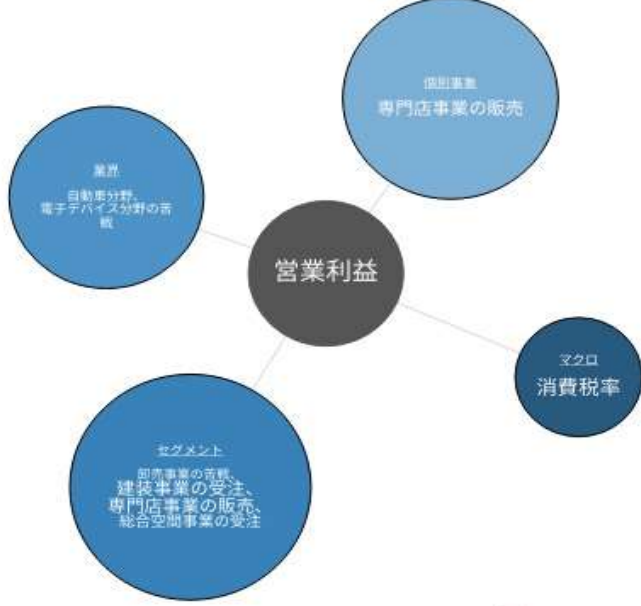 個別事象
専門店事業の販売
業界
自動車分野、
電子デバイス分野の苦
戦
営業利益
マクロ
消費税率
セグメント
卸売事業の苦戦、
建装事業の受注、
専門店事業の販売、
総合空間事業の受注